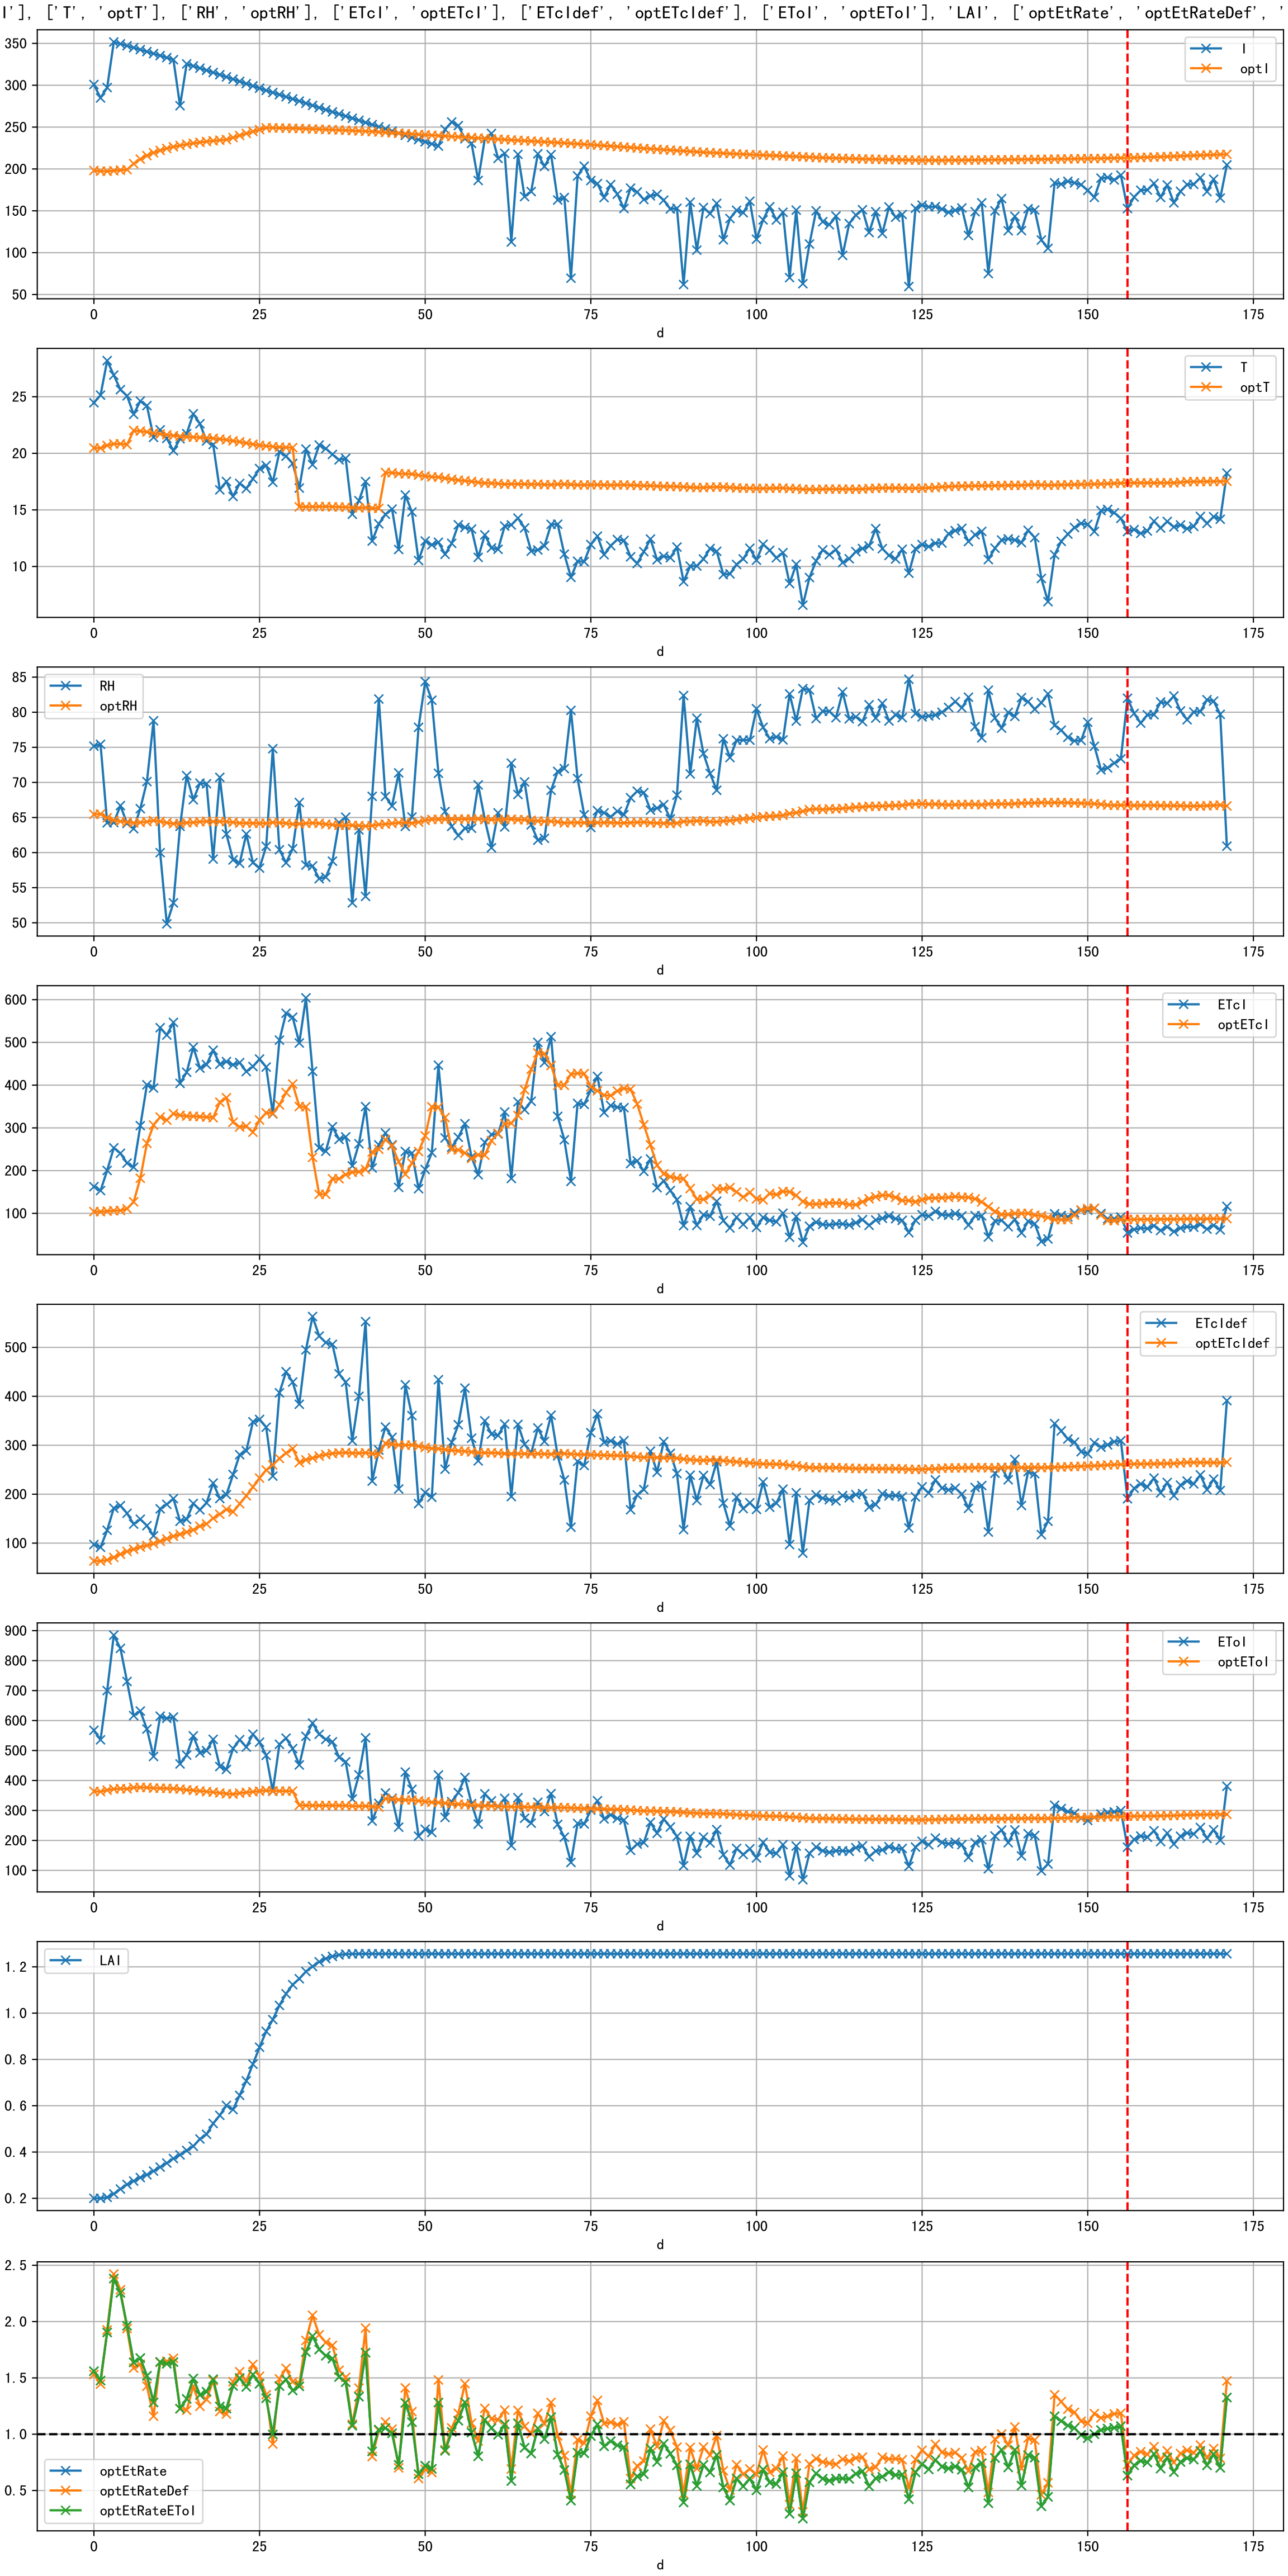 I'], ['T', 'optT'], ['RH', 'optRH'], ['ETcI', 'optETcI'], ['ETcIdef', 'optETcIdef'], ['EToI', 'optEToI'], 'LAI', ['optEtRate', 'optEtRateDef', '
350
300
250
200
150
100
50
I
optI
0 25 50 75 100 125 150 175
d
25
20
15
10
T
optT
0 25 50 75 100 125 150 175
d
85
80
75
70
65
60
55
50
RH
optRH
0 25 50 75 100 125 150 175
d
600
500
400
300
200
100
ETcI
optETcI
0 25 50 75 100 125 150 175
d
500
400
300
200
100
ETcIdef
optETcIdef
0 25 50 75 100 125 150 175
d
900
800
700
600
500
400
300
200
100
EToI
optEToI
0 25 50 75 100 125 150 175
d
1.2
1.0
0.8
0.6
0.4
0.2
LAI
0 25 50 75 100 125 150 175
d
2.5
2.0
1.5
1.0
0.5
optEtRate
optEtRateDef
optEtRateEToI
0 25 50 75 100 125 150 175
d